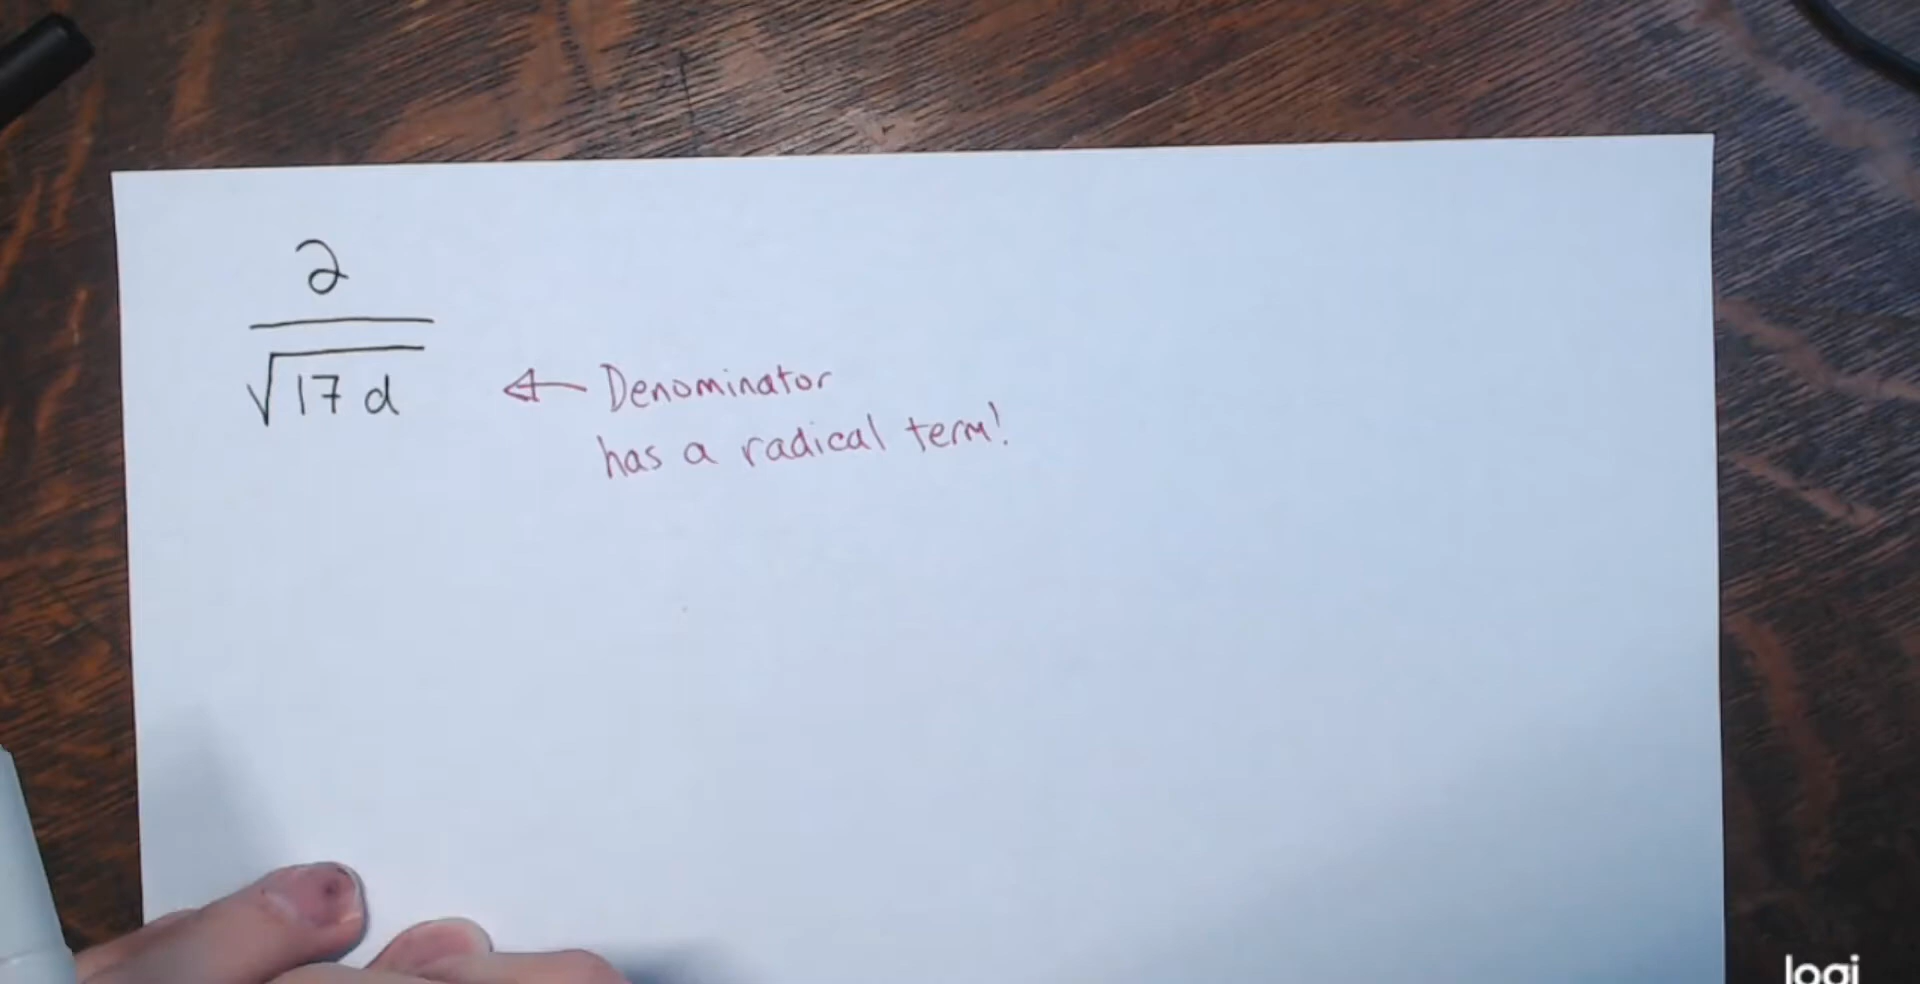 2
√17d
← Denominator
has a radical term!
logi